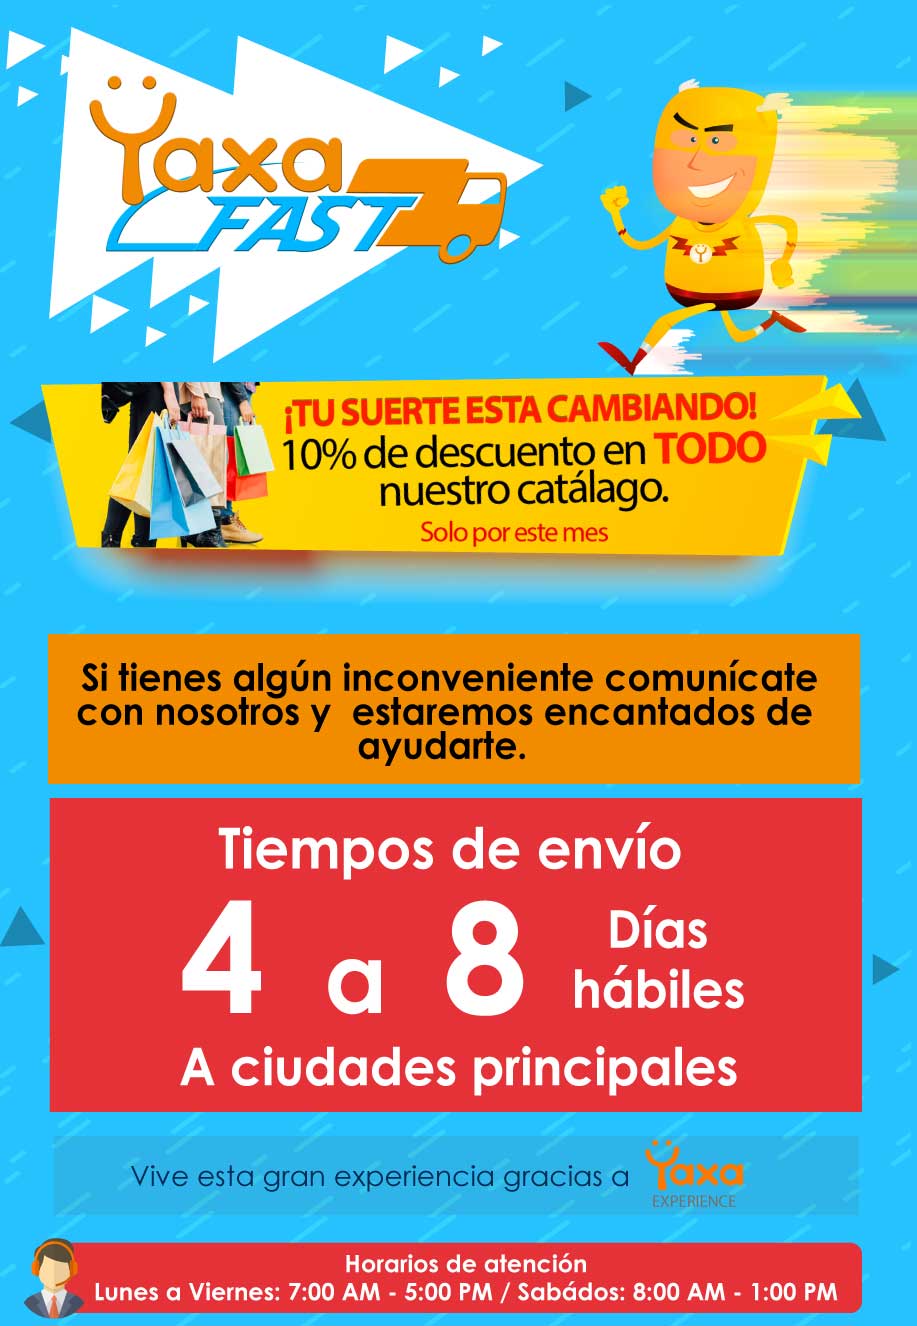 Yaxa
FAST
¡TU SUERTE ESTA CAMBIANDO!
10% de descuento en TODO
nuestro catálago.
Solo por este mes
Si tienes algún inconveniente comunícate
con nosotros y estaremos encantados de
ayudarte.
Tiempos de envío
4 a 8 Días
hábiles
A ciudades principales
Vive esta gran experiencia gracias a Yaxa
EXPERIENCE
Horarios de atención
Lunes a Viernes: 7:00 AM - 5:00 PM / Sabádos: 8:00 AM - 1:00 PM